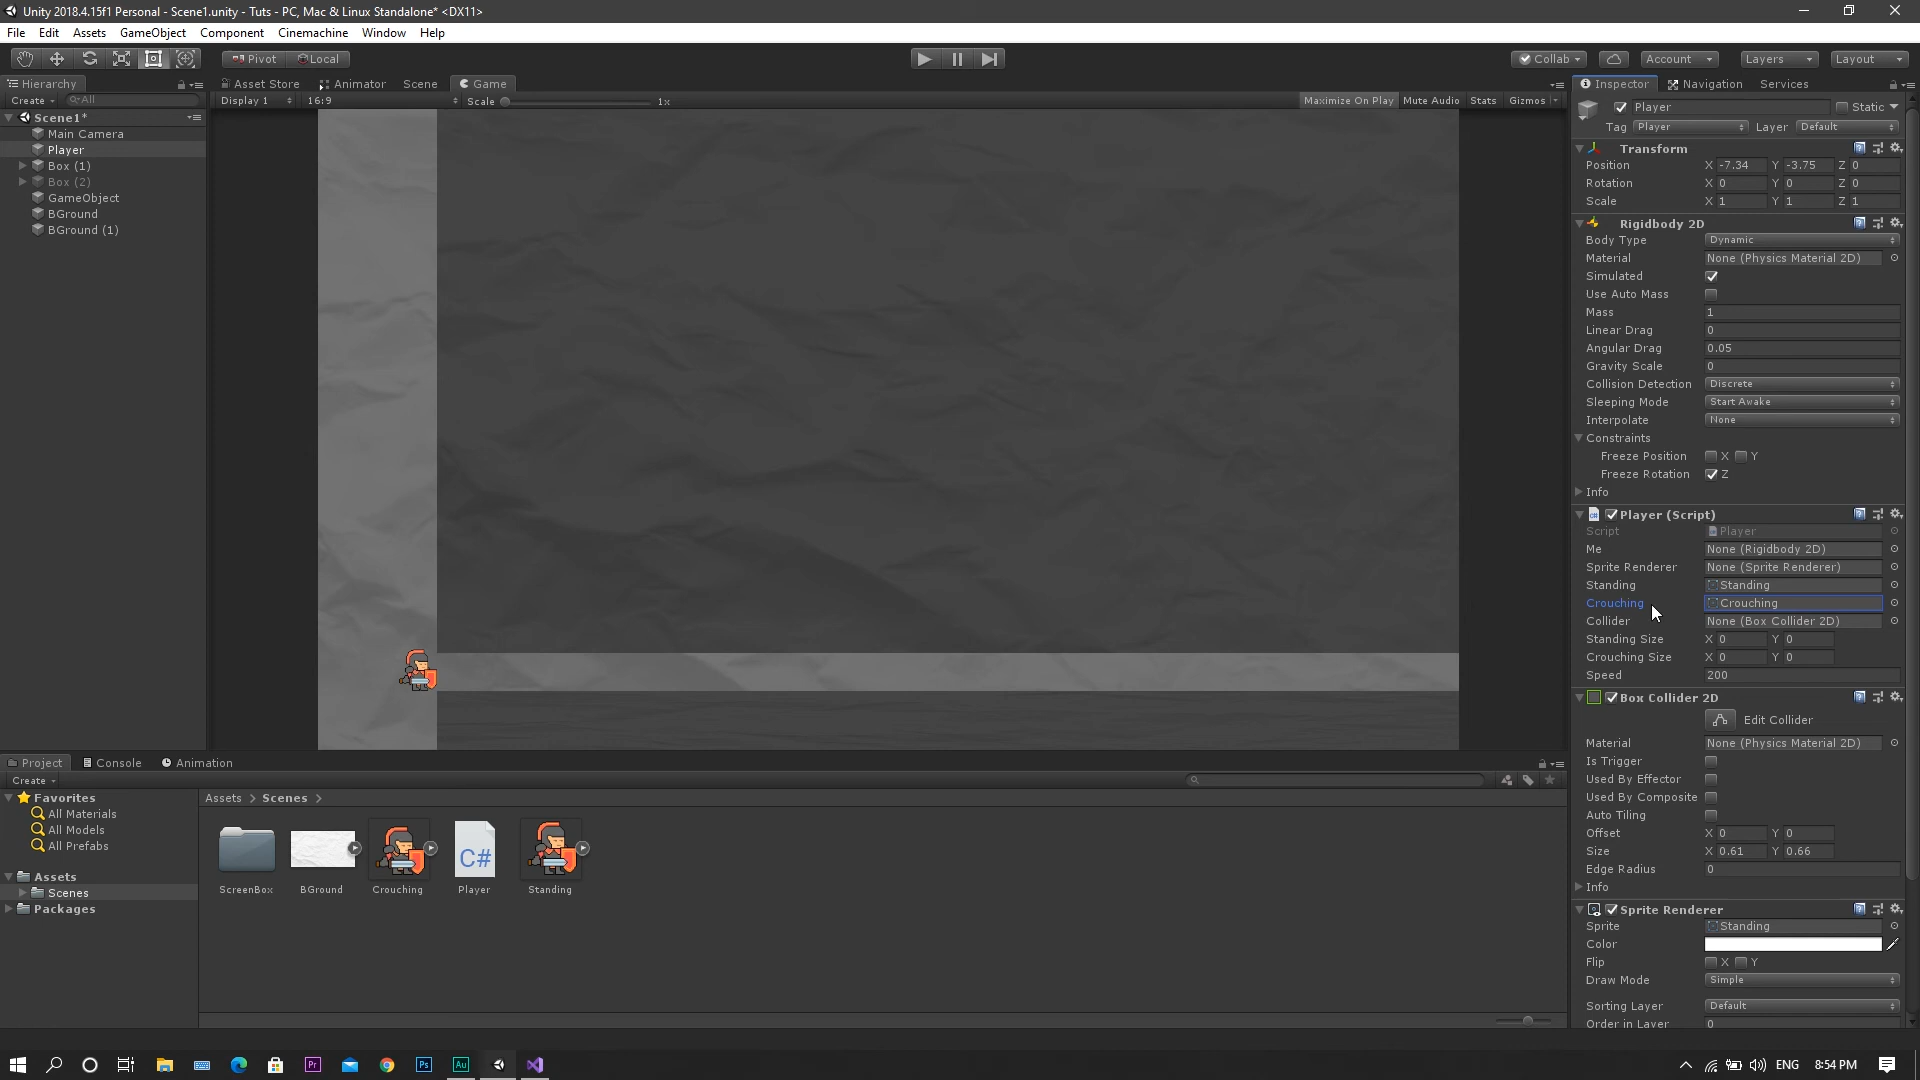 Unity 2018.4.15f1 Personal - Scene1.unity - Tuts - PC, Mac & Linux Standalone* <DX11>
File Edit Assets GameObject Component Cinemachine Window Help
Pivot Local Collab Account Layers Layout
Hierarchy Asset Store Animator Scene Game Inspector Navigation Services
Create All Display 1 16:9 Scale 1x Maximize On Play Mute Audio Stats Gizmos
Player Static
Tag Player Layer Default
Scene1*
Main Camera
Player
Box (1)
Box (2)
GameObject
BGround
BGround (1)
Transform
Position X -7.34 Y -3.75 Z 0
Rotation X 0 Y 0 Z 0
Scale X 1 Y 1 Z 1
Rigidbody 2D
Body Type Dynamic
Material None (Physics Material 2D)
Simulated
Use Auto Mass
Mass 1
Linear Drag 0
Angular Drag 0.05
Gravity Scale 0
Collision Detection Discrete
Sleeping Mode Start Awake
Interpolate None
Constraints
Freeze Position X Y
Freeze Rotation Z
Info
Player (Script)
Script Player
Me None (Rigidbody 2D)
Sprite Renderer None (Sprite Renderer)
Standing Standing
Crouching Crouching
Collider None (Box Collider 2D)
Standing Size X 0 Y 0
Crouching Size X 0 Y 0
Speed 200
Box Collider 2D
Edit Collider
Material None (Physics Material 2D)
Is Trigger
Used By Effector
Used By Composite
Auto Tiling
Offset X 0 Y 0
Size X 0.61 Y 0.66
Edge Radius 0
Info
Sprite Renderer
Sprite Standing
Color
Flip X Y
Draw Mode Simple
Sorting Layer Default
Order in Layer 0
Project Console Animation
Create
Favorites
All Materials
All Models
All Prefabs
Assets
Scenes
Packages
Assets > Scenes >
C#
ScreenBox BGround Crouching Player Standing
Pr Ps Au ENG 8:54 PM